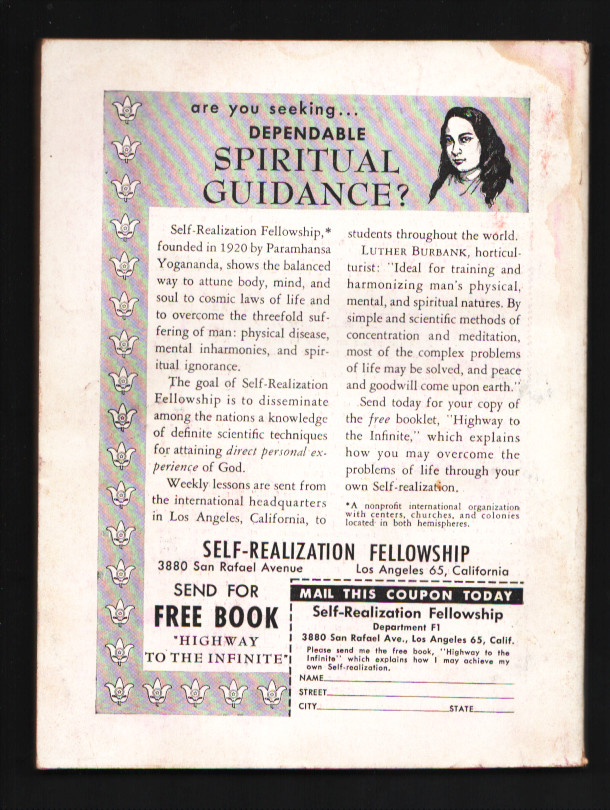 are you seeking...
DEPENDABLE
SPIRITUAL
GUIDANCE?
Self-Realization Fellowship,*
founded in 1920 by Paramhansa
Yogananda, shows the balanced
way to attune body, mind, and
soul to cosmic laws of life and
to overcome the threefold suf-
fering of man: physical disease,
mental inharmonies, and spir-
itual ignorance.
The goal of Self-Realization
Fellowship is to disseminate
among the nations a knowledge
of definite scientific techniques
for attaining direct personal ex-
perience of God.
Weekly lessons are sent from
the international headquarters
in Los Angeles, California, to
students throughout the world.
LUTHER BURBANK, horticul-
turist: "Ideal for training and
harmonizing man's physical,
mental, and spiritual natures. By
simple and scientific methods of
concentration and meditation,
most of the complex problems
of life may be solved, and peace
and goodwill come upon earth."
Send today for your copy of
the free booklet, "Highway to
the Infinite," which explains
how you may overcome the
problems of life through your
own Self-realization.
*A nonprofit international organization
with centers, churches, and colonies
located in both hemispheres.
SELF-REALIZATION FELLOWSHIP
3880 San Rafael Avenue Los Angeles 65, California
SEND FOR
FREE BOOK
"HIGHWAY
TO THE INFINITE"
MAIL THIS COUPON TODAY
Self-Realization Fellowship
Department F1
3880 San Rafael Ave., Los Angeles 65, Calif.
Please send me the free book, "Highway to the
Infinite" which explains how I may achieve my
own Self-realization.
NAME
STREET
CITY STATE